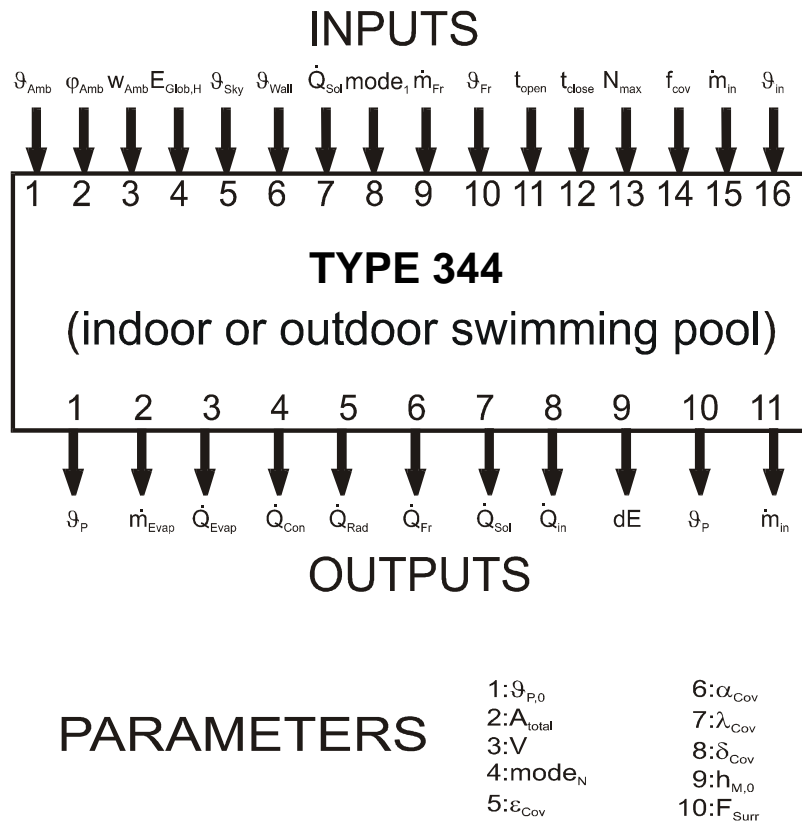 INPUTS
ϑAmb φAmb wAmb EGlob,H ϑSky ϑWall Q̇Sol mode1 ṁFr ϑFr topen tclose Nmax fcov ṁin ϑin
1 2 3 4 5 6 7 8 9 10 11 12 13 14 15 16
TYPE 344
(indoor or outdoor swimming pool)
1 2 3 4 5 6 7 8 9 10 11
ϑP ṁEvap Q̇Evap Q̇Con Q̇Rad Q̇Fr Q̇Sol Q̇in dE ϑP ṁin
OUTPUTS
PARAMETERS
1:ϑP,0
2:Atotal
3:V
4:modeN
5:εCov
6:αCov
7:λCov
8:δCov
9:hM,0
10:FSurr